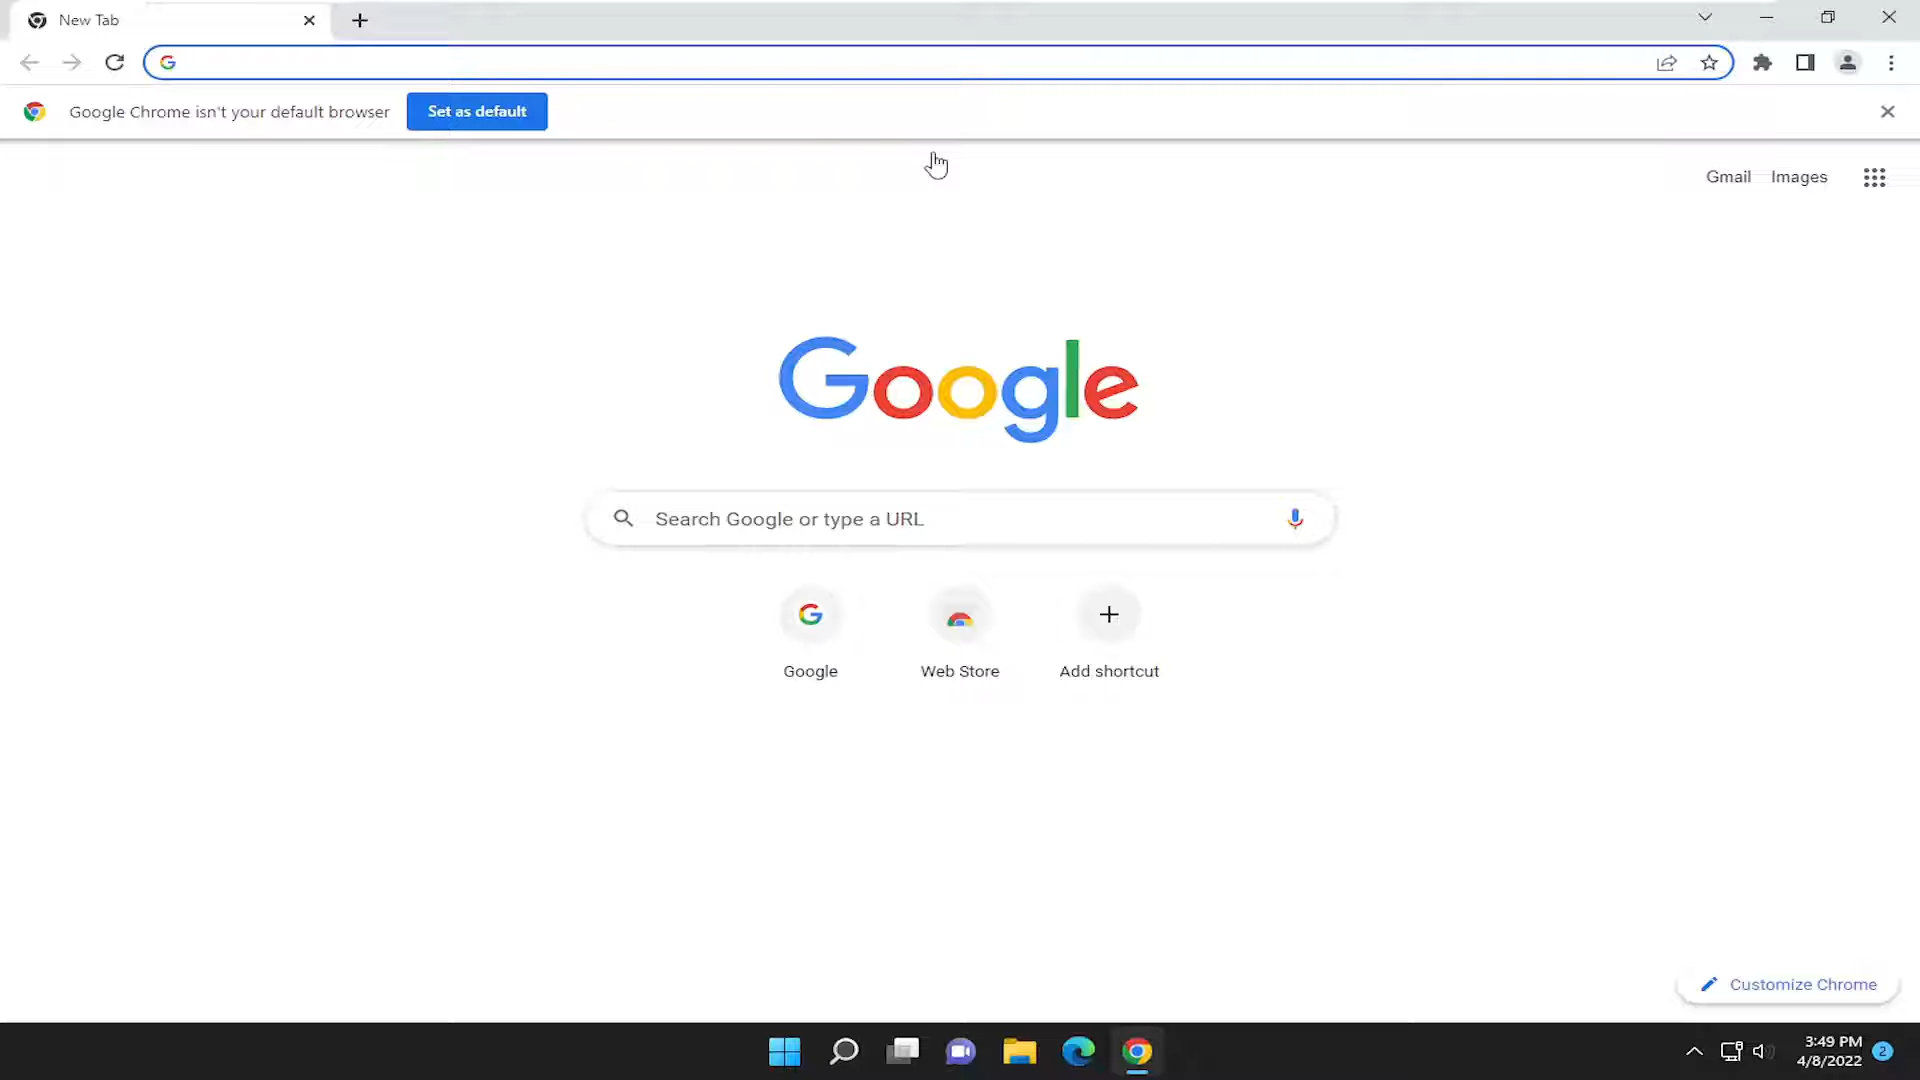 New Tab
Google Chrome isn't your default browser Set as default
Gmail Images
Google
Search Google or type a URL
Google Web Store Add shortcut
Customize Chrome
3:49 PM
4/8/2022 2